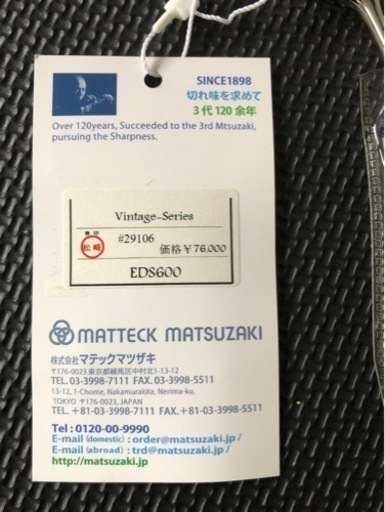 SINCE1898
切れ味を求めて
3代120余年
Over 120years, Succeeded to the 3rd Mtsuzaki,
pursuing the Sharpness.
Vintage-Series
松崎
#29106
価格¥76,000
EDS600
MATTECK MATSUZAKI
株式会社マテックマツザキ
〒176-0023 東京都練馬区中村北1-13-12
TEL. 03-3998-7111 FAX. 03-3998-5511
13-12, 1-Chome, Nakamurakita, Nerima-ku,
TOKYO 〒176-0023, JAPAN
TEL. +81-03-3998-7111 FAX.+81-03-3998-5511
Tel: 0120-00-9990
E-mail (domestic) : order@matsuzaki.jp /
E-mail (abroad) : trd@matsuzaki.jp /
http://matsuzaki.jp